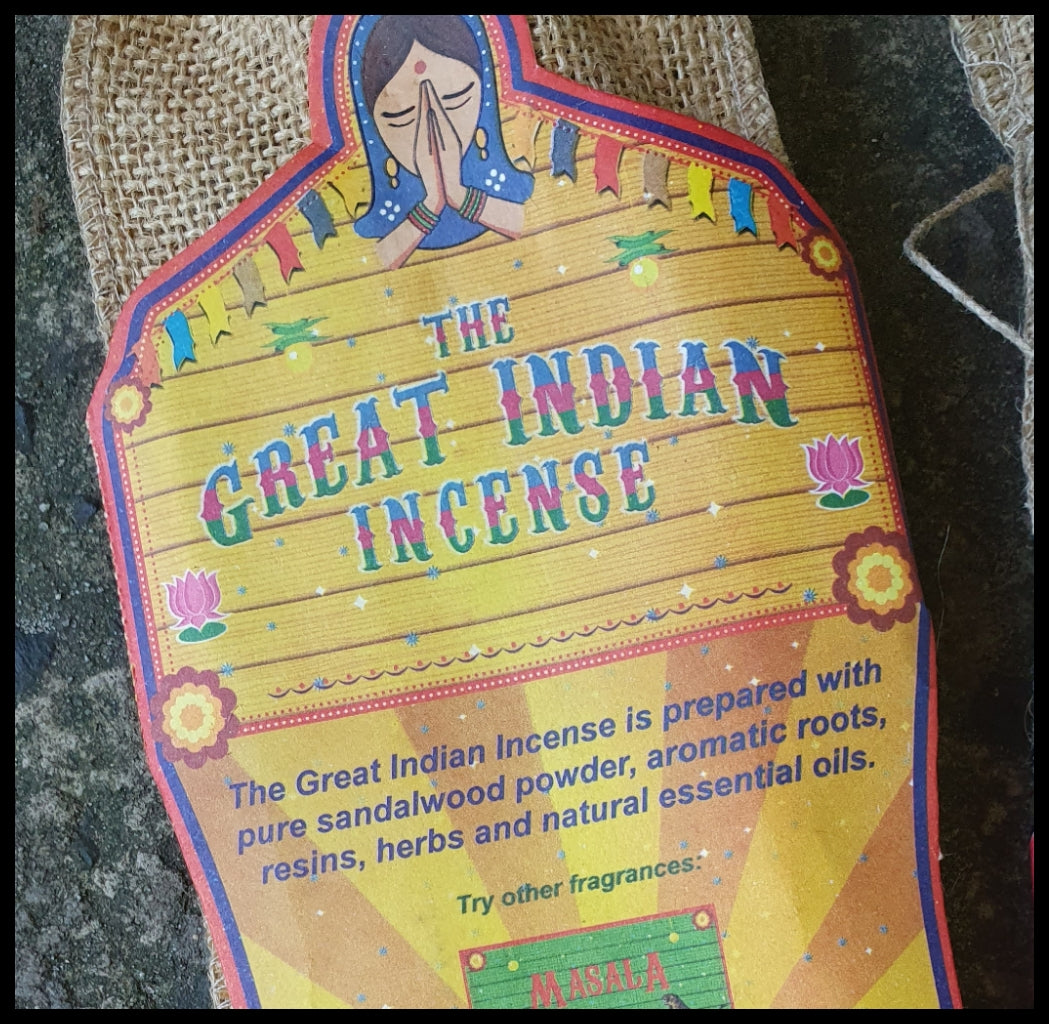 THE
GREAT INDIAN
INCENSE
The Great Indian Incense is prepared with
pure sandalwood powder, aromatic roots,
resins, herbs and natural essential oils.
Try other fragrances:
MASALA